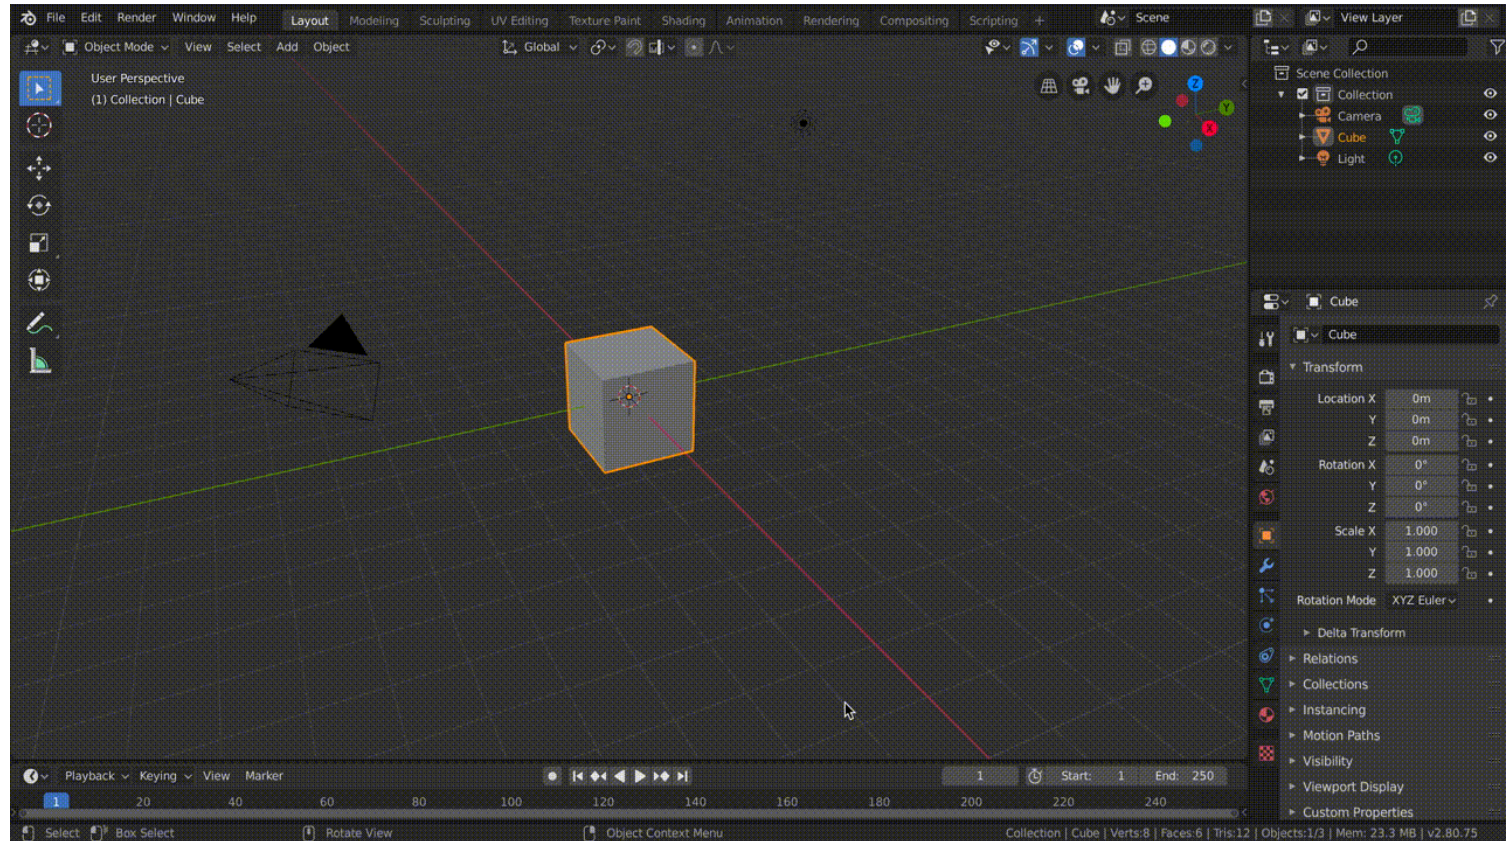 File Edit Render Window Help Layout Modeling Sculpting UV Editing Texture Paint Shading Animation Rendering Compositing Scripting + Scene View Layer
Object Mode View Select Add Object Global
User Perspective
(1) Collection | Cube
Z
Y
X
Scene Collection
Collection
Camera
Cube
Light
Cube
Cube
Transform
Location X 0m
Y 0m
Z 0m
Rotation X 0°
Y 0°
Z 0°
Scale X 1.000
Y 1.000
Z 1.000
Rotation Mode XYZ Euler
Delta Transform
Relations
Collections
Instancing
Motion Paths
Visibility
Viewport Display
Custom Properties
Playback Keying View Marker 1 Start: 1 End: 250
1 20 40 60 80 100 120 140 160 180 200 220 240
Select Box Select Rotate View Object Context Menu Collection | Cube | Verts:8 | Faces:6 | Tris:12 | Objects:1/3 | Mem: 23.3 MB | v2.80.75